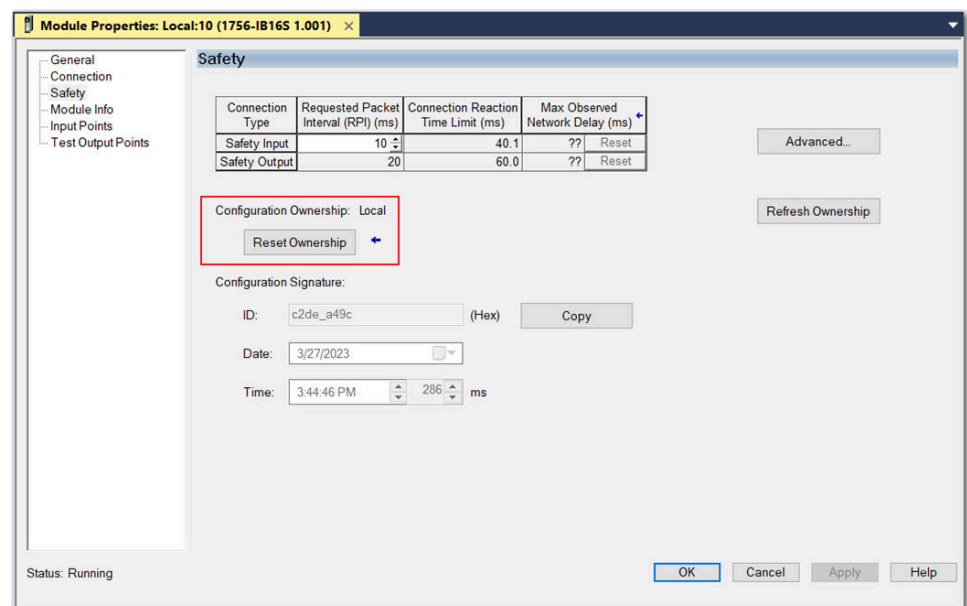 Module Properties: Local:10 (1756-IB16S 1.001) ×
General
Connection
Safety
Module Info
Input Points
Test Output Points
Safety
Connection Type Requested Packet Interval (RPI) (ms) Connection Reaction Time Limit (ms) Max Observed Network Delay (ms)
Safety Input 10 40.1 ?? Reset
Safety Output 20 60.0 ?? Reset
Advanced...
Configuration Ownership: Local
Refresh Ownership
Reset Ownership
Configuration Signature:
ID: c2de_a49c (Hex) Copy
Date: 3/27/2023
Time: 3:44:46 PM 286 ms
Status: Running
OK Cancel Apply Help